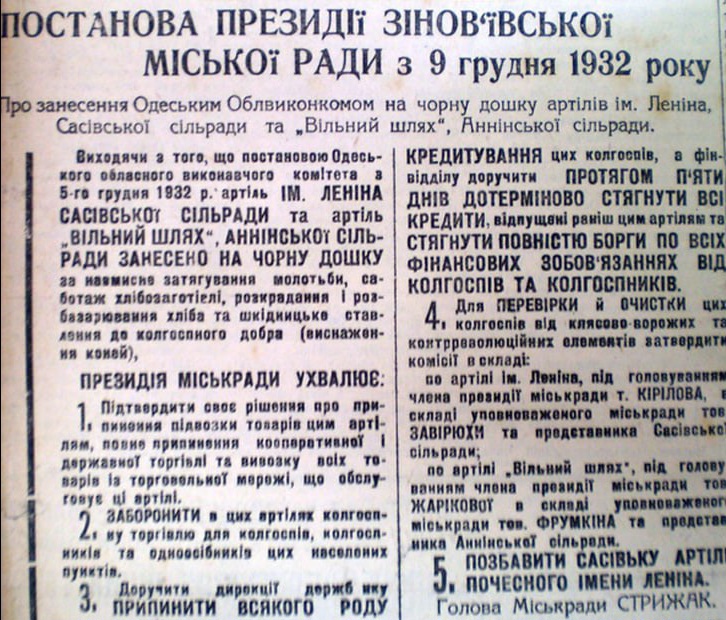 ПОСТАНОВА ПРЕЗИДІЇ ЗІНОВ'ЇВСЬКОЇ
МІСЬКОЇ РАДИ з 9 грудня 1932 року
Про занесення Одеським Облвиконкомом на чорну дошку артілів ім. Леніна,
Сасівської сільради та „Вільний шлях", Аннінської сільради.
Виходячи з того, що постановою Одесь-
кого обласного виконавчого комітета з
5-го грудня 1932 р. артіль ІМ. ЛЕНІНА
САСІВСЬКОЇ СІЛЬРАДИ та артіль
„ВІЛЬНИЙ ШЛЯХ", АННІНСЬКОЇ СІЛЬ-
РАДИ ЗАНЕСЕНО НА ЧОРНУ ДОШКУ
за навмисне затягування молотьби, са-
ботаж хлібозаготівлі, розкрадання і роз-
базарювання хліба та шкідницьке став-
лення до колгоспного добра (виснажен-
ня коней),
ПРЕЗИДІЯ МІСЬКРАДИ УХВАЛЮЄ:
1. Підтвердити своє рішення про при-
пинення підвозки товарів цим арті-
лям, повне припинення кооперативної і
державної торгівлі та вивозку всіх то-
варів із торговельної мережі, що обслу-
говує ці артілі.
2. ЗАБОРОНИТИ в цих артілях колгосп-
ну торгівлю для колгоспів, колгосп-
ників та одноосібників цих населених
пунктів.
3. Доручити дирекції держб нку
ПРИПИНИТИ ВСЯКОГО РОДУ
КРЕДИТУВАННЯ цих колгоспів, а фін-
відділу доручити ПРОТЯГОМ П'ЯТИ
ДНІВ ДОТЕРМІНОВО СТЯГНУТИ ВСІ
КРЕДИТИ, відпущені раніш цим артілям та
СТЯГНУТИ ПОВНІСТЮ БОРГИ ПО ВСІХ
ФІНАНСОВИХ ЗОБОВ'ЯЗАННЯХ ВІД
КОЛГОСПІВ ТА КОЛГОСПНИКІВ.
4. Для ПЕРЕВІРКИ й ОЧИСТКИ цих
колгоспів від клясово-ворожих та
контрреволюційних елементів затвердити
комісії в складі:
по артілі ім. Леніна, під головуванням
члена президії міськради т. КІРІЛОВА, в
складі уповноваженого міськради тов
ЗАВІРЮХИ та представника Сасівської
сільради;
по артілі „Вільний шлях", під голову
ванням члена президії міськради тов
ЖАРІКОВОЇ в складі уповноваженого
міськради тов. ФРУМКІНА та предста
вника Аннінської сільради.
5. ПОЗБАВИТИ САСІВЬКУ АРТІЛ
ПОЧЕСНОГО ИМЕНИ ЛЕНІНА.
Голова Міськради СТРИЖАК.